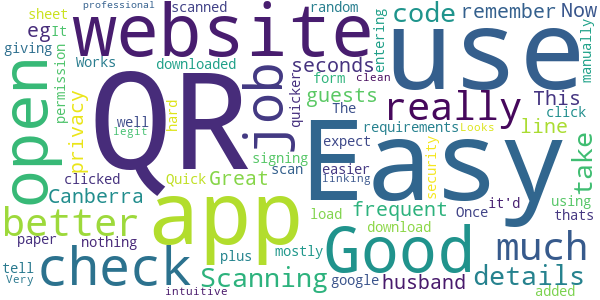 professional
sheet
giving
website
scanned
random
entering
code
remember
Now
eg
It
use
Works
downloaded
seconds
manually
open
permission
privacy
QR
job
quicker
form
clean
This
click
guests
The
really
hard
well
legit
requirements
line
take
signing
expect
Easy
Canberra
clicked
Quick
Great
scan
easier
security
Looks
linking
using
better
app
load
frequent
Once
it'd
thats
paper
nothing
plus
mostly
Good
download
much
check
Scanning
google
husband
details
tell
Very
intuitive
added